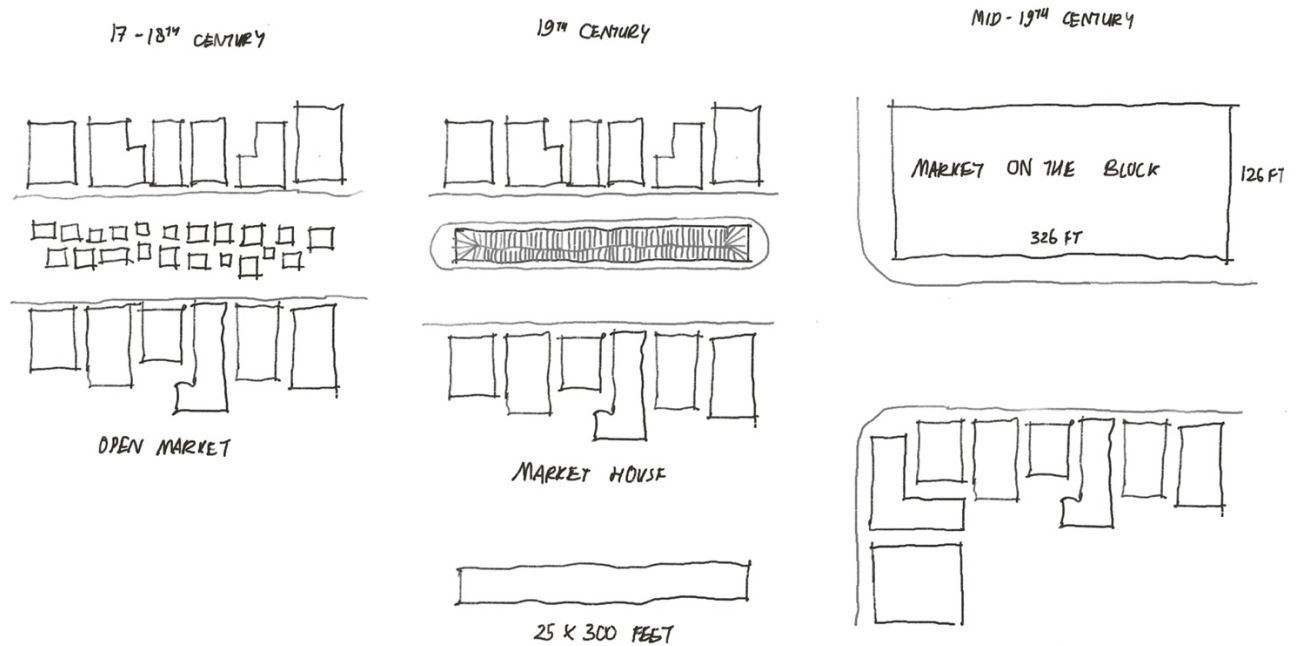 17-18TH CENTURY
19TH CENTURY
MID-19TH CENTURY
MARKET ON THE BLOCK
126 FT
326 FT
OPEN MARKET
MARKET HOUSE
25 X 300 FEET